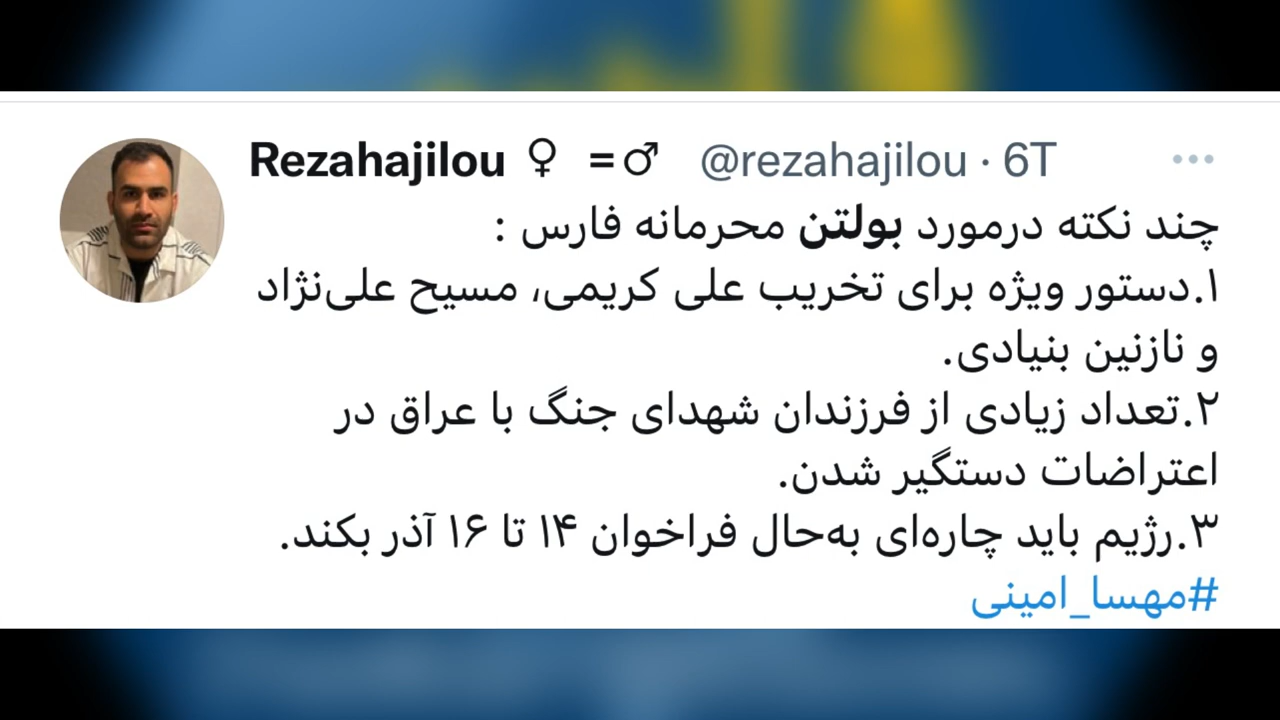 Rezahajilou ♀ =♂ @rezahajilou · 6T
چند نکته درمورد بولتن محرمانه فارس :
۱.دستور ویژه برای تخریب علی کریمی، مسیح علی‌نژاد
و نازنین بنیادی.
۲.تعداد زیادی از فرزندان شهدای جنگ با عراق در
اعتراضات دستگیر شدن.
۳.رژیم باید چاره‌ای به‌حال فراخوان ۱۴ تا ۱۶ آذر بکند.
#مهسا_امینی